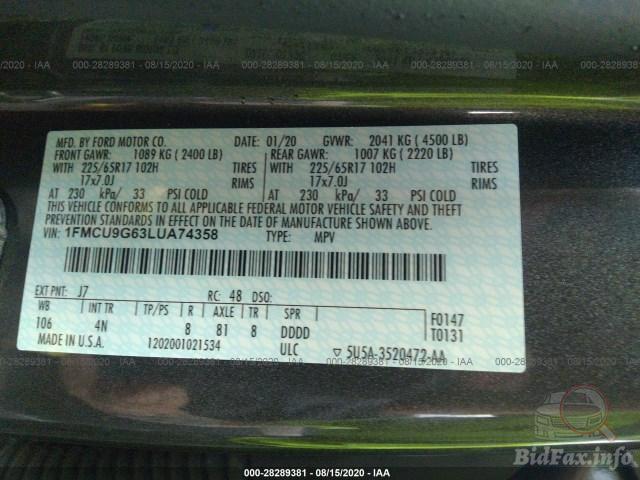 000-28289381 - 08/15/2020 - IAA
MFD. BY FORD MOTOR CO. DATE: 01/20 GVWR: 2041 KG ( 4500 LB)
FRONT GAWR: 1089 KG ( 2400 LB) REAR GAWR: 1007 KG ( 2220 LB)
WITH 225/65R17 102H TIRES WITH 225/65R17 102H TIRES
17x7.0J RIMS 17x7.0J RIMS
AT 230 kPa/ 33 PSI COLD AT 230 kPa/ 33 PSI COLD
THIS VEHICLE CONFORMS TO ALL APPLICABLE FEDERAL MOTOR VEHICLE SAFETY AND THEFT
PREVENTION STANDARDS IN EFFECT ON THE DATE OF MANUFACTURE SHOWN ABOVE.
VIN: 1FMCU9G63LUA74358 TYPE: MPV
EXT PNT: J7 RC: 48 DSO:
WB INT TR TP/PS R AXLE TR SPR F0147
106 4N 8 81 8 DDDD T0131
MADE IN U.S.A. 1202001021534 ULC ▽ 5U5A-3520472-AA
000-28289381 - 08/15/2020 - IAA
BidFax.info